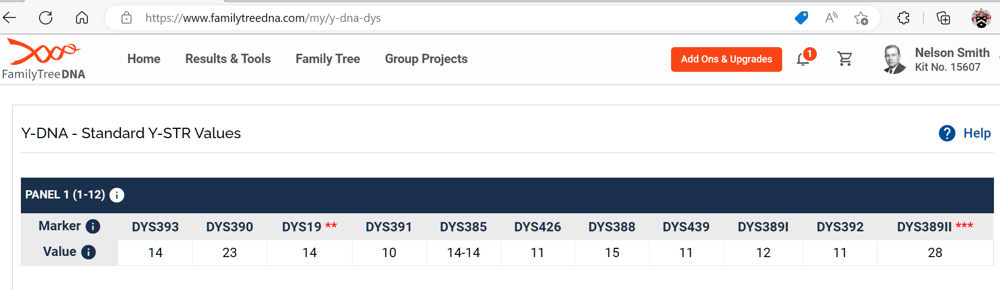 https://www.familytreedna.com/my/y-dna-dys
FamilyTreeDNA
Home Results & Tools Family Tree Group Projects Add Ons & Upgrades 1 Nelson Smith
Kit No. 15607
Y-DNA - Standard Y-STR Values ? Help
PANEL 1 (1-12) i
Marker i DYS393 DYS390 DYS19 ** DYS391 DYS385 DYS426 DYS388 DYS439 DYS389I DYS392 DYS389II ***
Value i 14 23 14 10 14-14 11 15 11 12 11 28